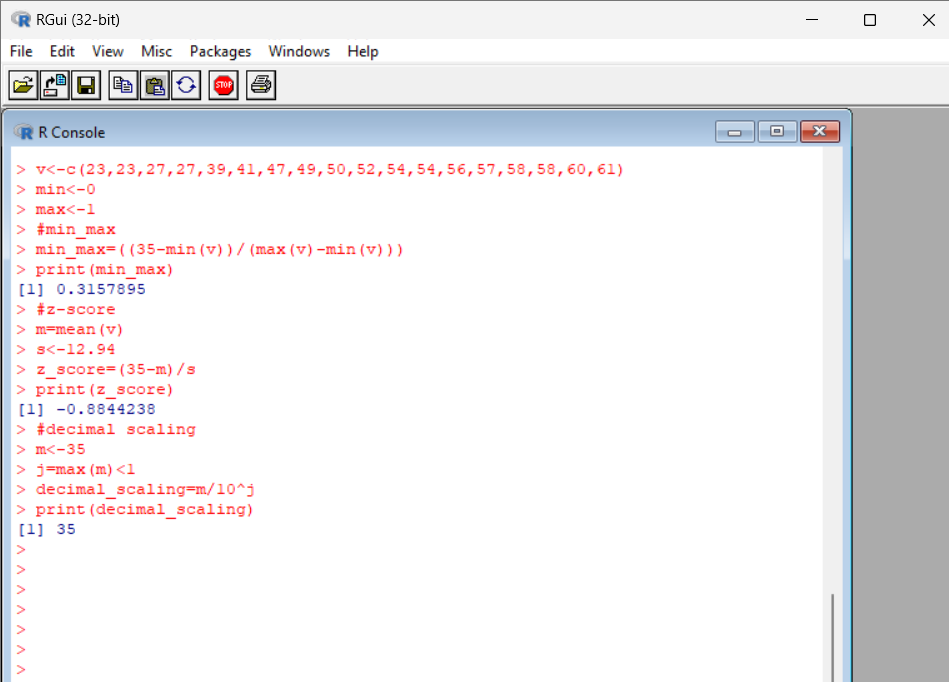 RGui (32-bit)
File Edit View Misc Packages Windows Help
STOP
R Console
> v<-c(23,23,27,27,39,41,47,49,50,52,54,54,56,57,58,58,60,61)
> min<-0
> max<-1
> #min_max
> min_max=((35-min(v))/(max(v)-min(v)))
> print(min_max)
[1] 0.3157895
> #z-score
> m=mean(v)
> s<-12.94
> z_score=(35-m)/s
> print(z_score)
[1] -0.8844238
> #decimal scaling
> m<-35
> j=max(m)<1
> decimal_scaling=m/10^j
> print(decimal_scaling)
[1] 35
>
>
>
>
>
>
>